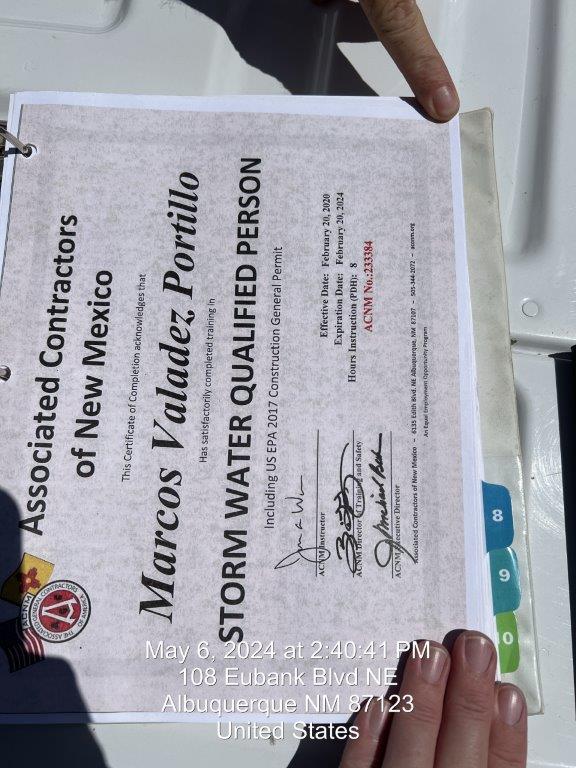 Associated Contractors
of New Mexico
This Certificate of Completion acknowledges that
Marcos Valadez Portillo
Has satisfactorily completed training in
STORM WATER QUALIFIED PERSON
Including US EPA 2017 Construction General Permit
Effective Date: February 20, 2020
Expiration Date: February 20, 2024
Hours Instruction (PDH): 8
ACNM No.:233384
ACNM Instructor
ACNM Director of Training and Safety
ACNM Executive Director
Associated Contractors of New Mexico ~ 6135 Edith Blvd. NE Albuquerque, NM 87107 ~ 505-344-2072 ~ acnm.org
An Equal Employment Opportunity Program
ACNM
8
9
10
May 6, 2024 at 2:40:41 PM
108 Eubank Blvd NE
Albuquerque NM 87123
United States